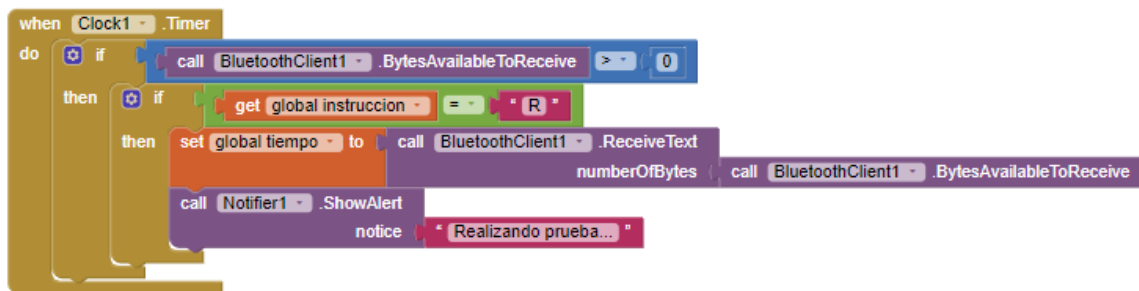 when Clock1 .Timer
do if call BluetoothClient1 .BytesAvailableToReceive > 0
then if get global instruccion = " R "
then set global tiempo to call BluetoothClient1 .ReceiveText
numberOfBytes call BluetoothClient1 .BytesAvailableToReceive
call Notifier1 .ShowAlert
notice " Realizando prueba... "